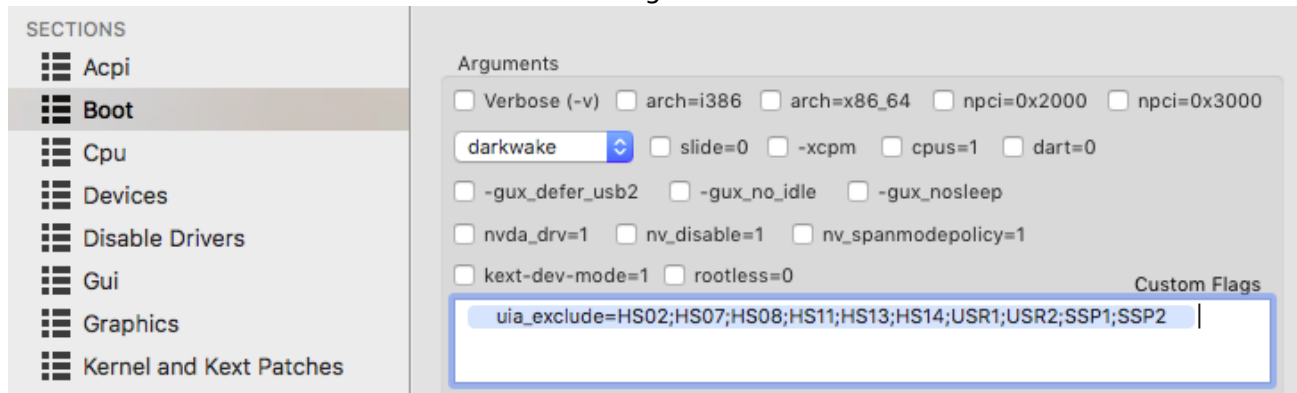 SECTIONS
Acpi
Boot
Cpu
Devices
Disable Drivers
Gui
Graphics
Kernel and Kext Patches
Arguments
Verbose (-v) arch=i386 arch=x86_64 npci=0x2000 npci=0x3000
darkwake slide=0 -xcpm cpus=1 dart=0
-gux_defer_usb2 -gux_no_idle -gux_nosleep
nvda_drv=1 nv_disable=1 nv_spanmodepolicy=1
kext-dev-mode=1 rootless=0
Custom Flags
uia_exclude=HS02;HS07;HS08;HS11;HS13;HS14;USR1;USR2;SSP1;SSP2